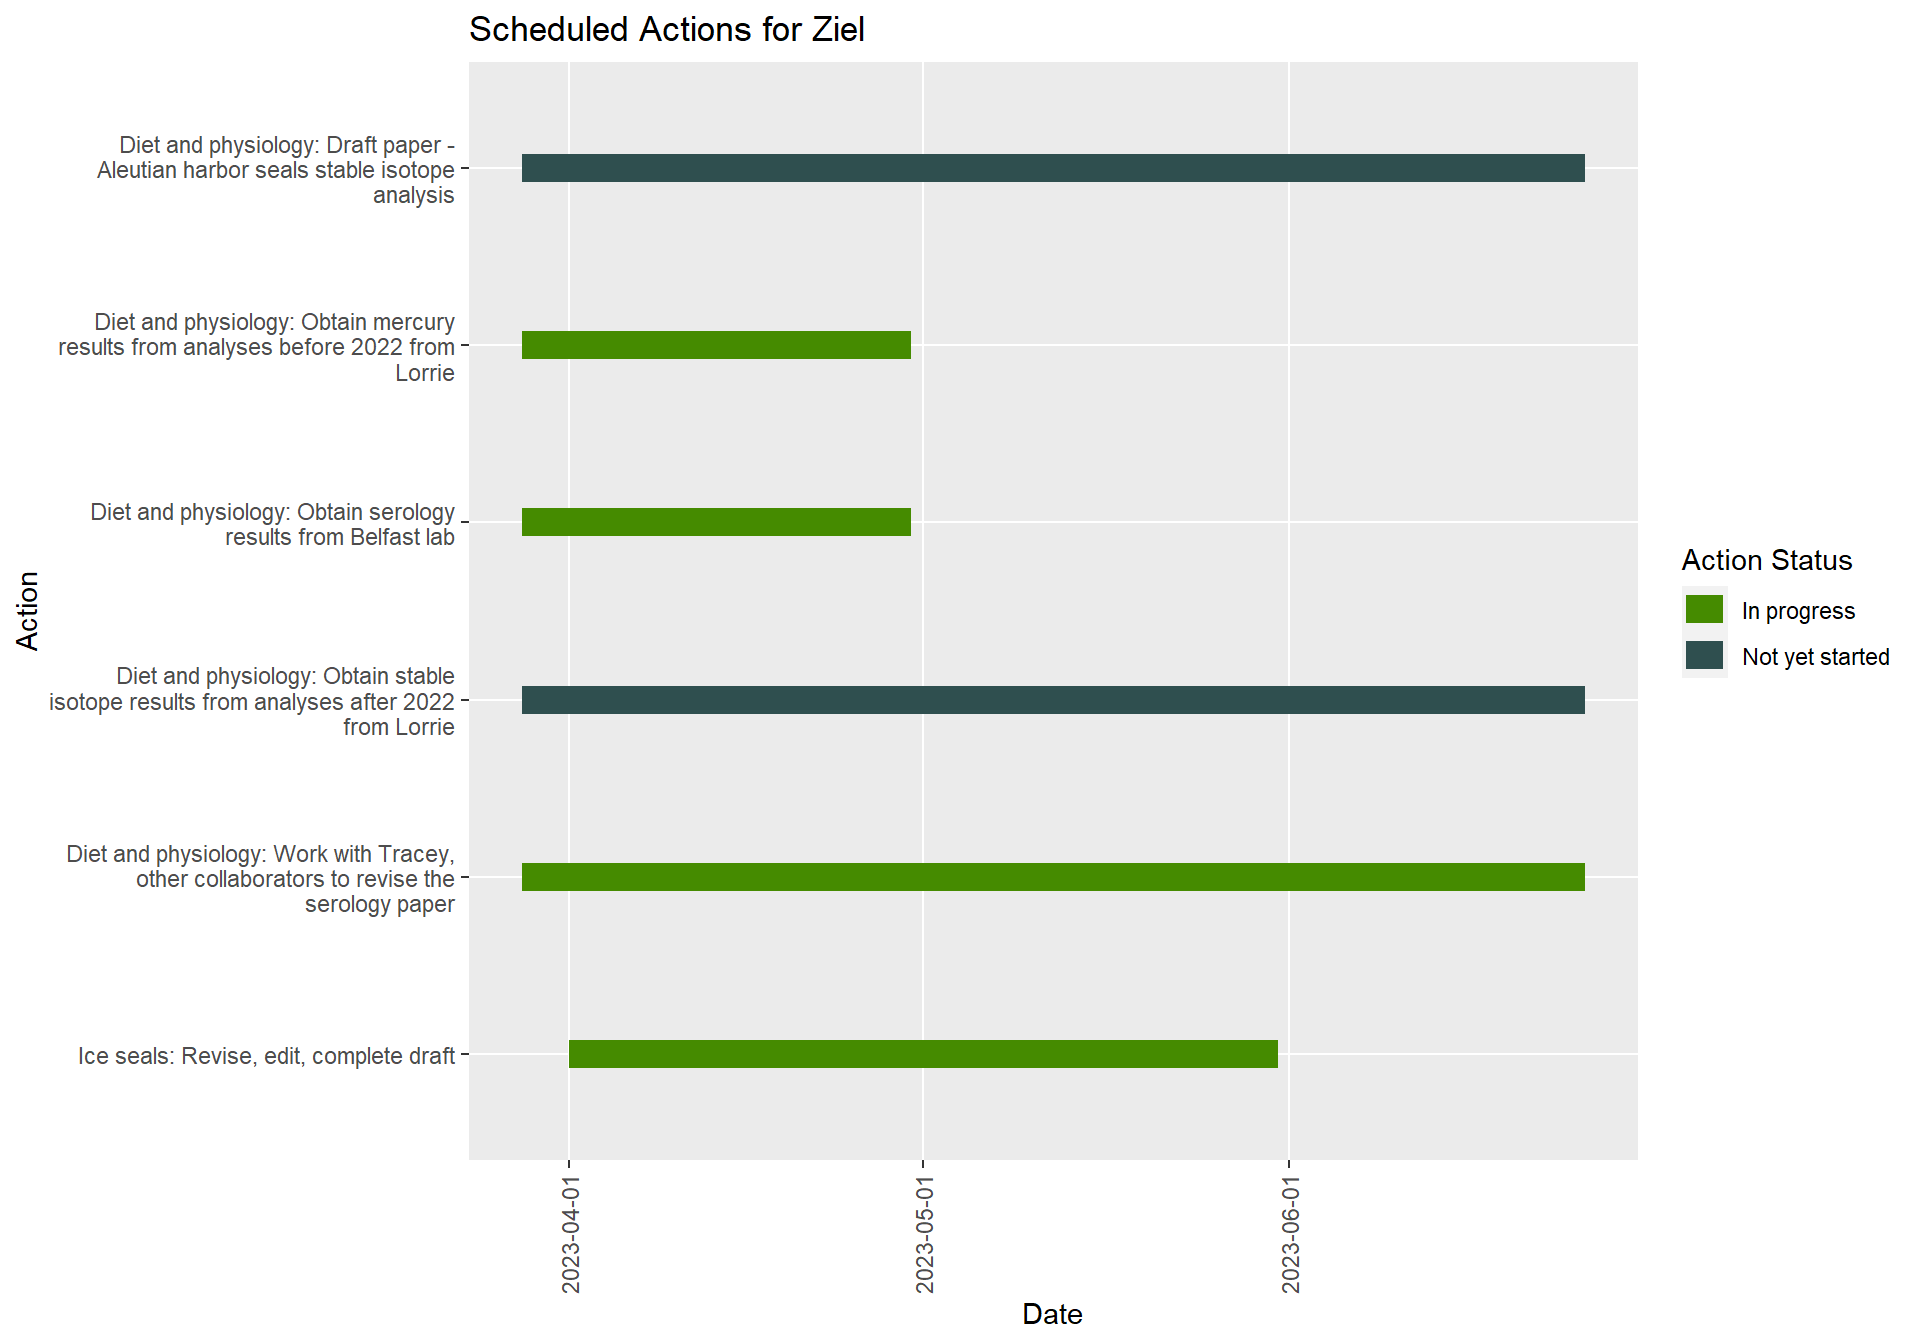 Scheduled Actions for Ziel
Diet and physiology: Draft paper -
Aleutian harbor seals stable isotope
analysis
Diet and physiology: Obtain mercury
results from analyses before 2022 from
Lorrie
Diet and physiology: Obtain serology
results from Belfast lab
Diet and physiology: Obtain stable
isotope results from analyses after 2022
from Lorrie
Diet and physiology: Work with Tracey,
other collaborators to revise the
serology paper
Ice seals: Revise, edit, complete draft
Action
2023-04-01
2023-05-01
2023-06-01
Date
Action Status
In progress
Not yet started